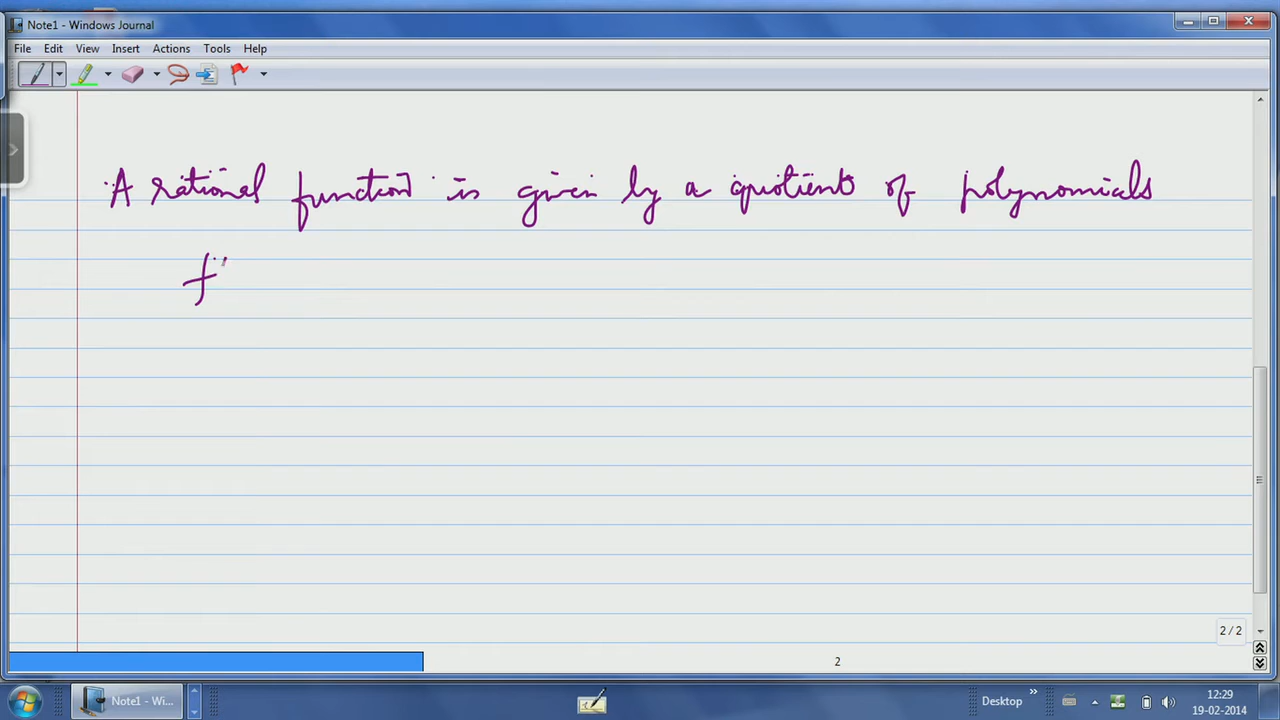 Note1 - Windows Journal
File Edit View Insert Actions Tools Help
A rational function is given by a quotient of polynomials
f
2 / 2
2
Note1 - Wi...
Desktop
12:29
19-02-2014